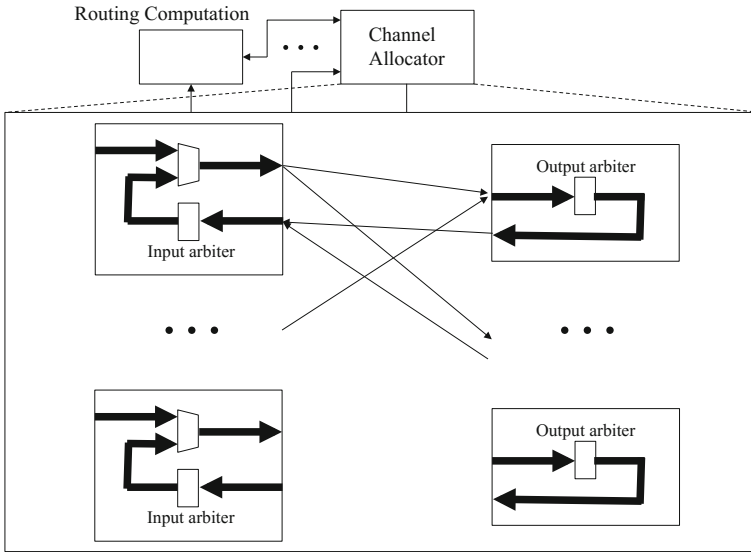 Routing Computation
Channel
Allocator
Output arbiter
Input arbiter
Output arbiter
Input arbiter